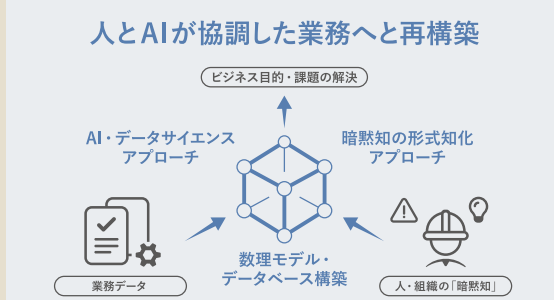 人とAIが協調した業務へと再構築
ビジネス目的・課題の解決
AI・データサイエンス
アプローチ
暗黙知の形式知化
アプローチ
数理モデル・
データベース構築
業務データ
人・組織の「暗黙知」